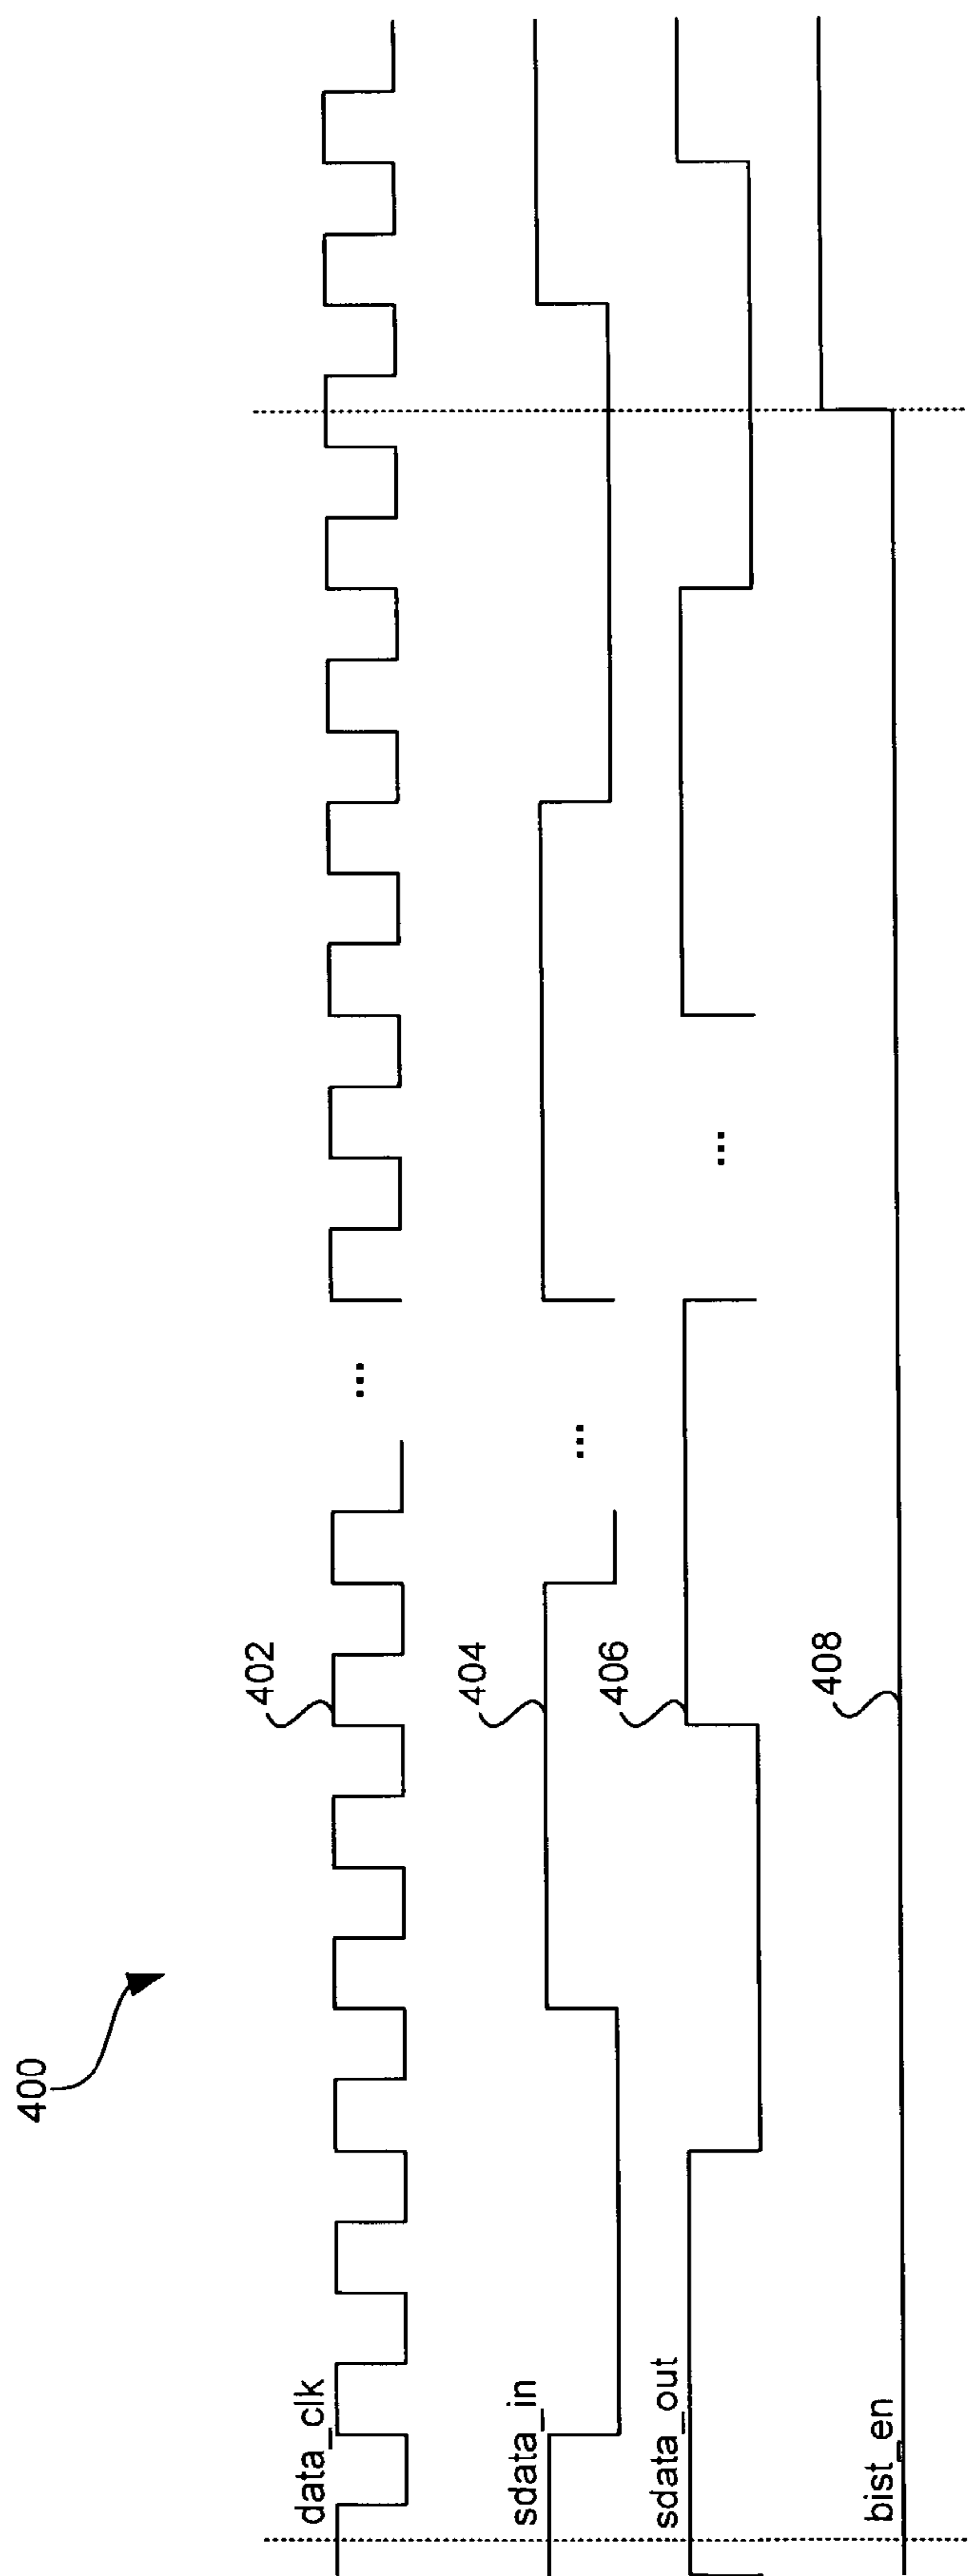 400
data_clk
402
...
sdata_in
404
...
sdata_out
406
...
bist_en
408